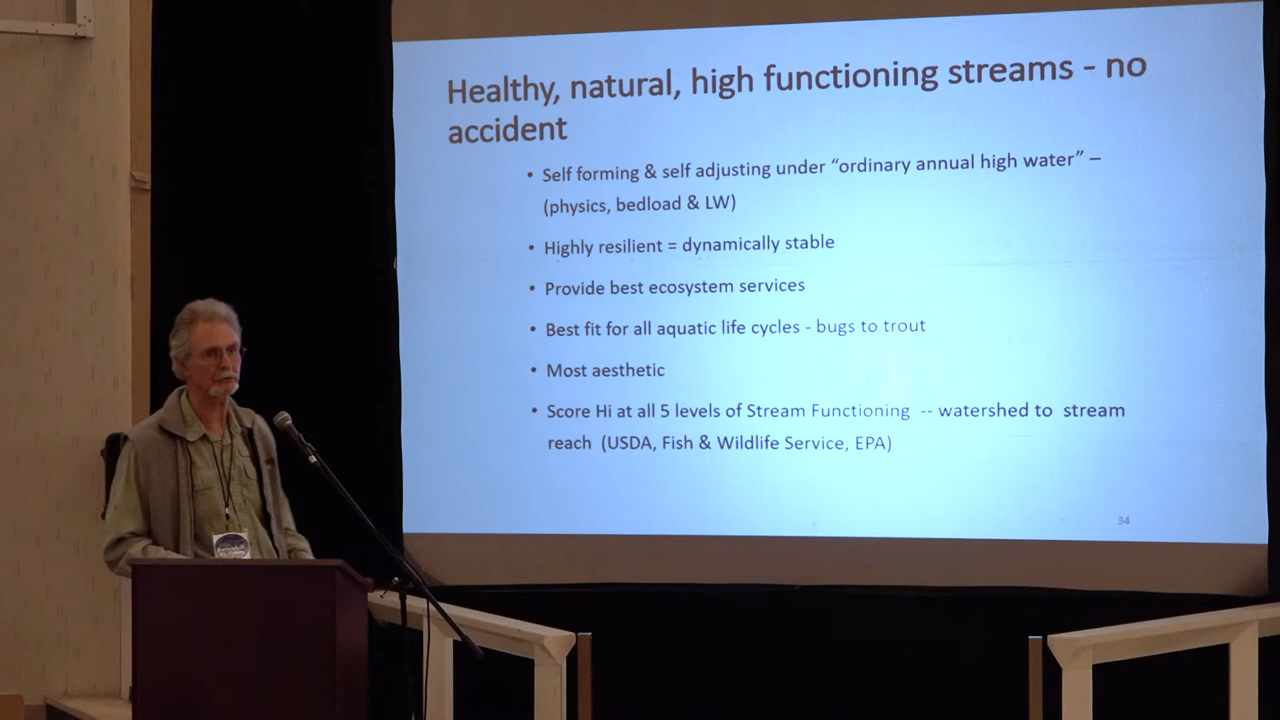 Healthy, natural, high functioning streams - no
accident
• Self forming & self adjusting under “ordinary annual high water” –
(physics, bedload & LW)
• Highly resilient = dynamically stable
• Provide best ecosystem services
• Best fit for all aquatic life cycles - bugs to trout
• Most aesthetic
• Score Hi at all 5 levels of Stream Functioning -- watershed to stream
reach (USDA, Fish & Wildlife Service, EPA)
34